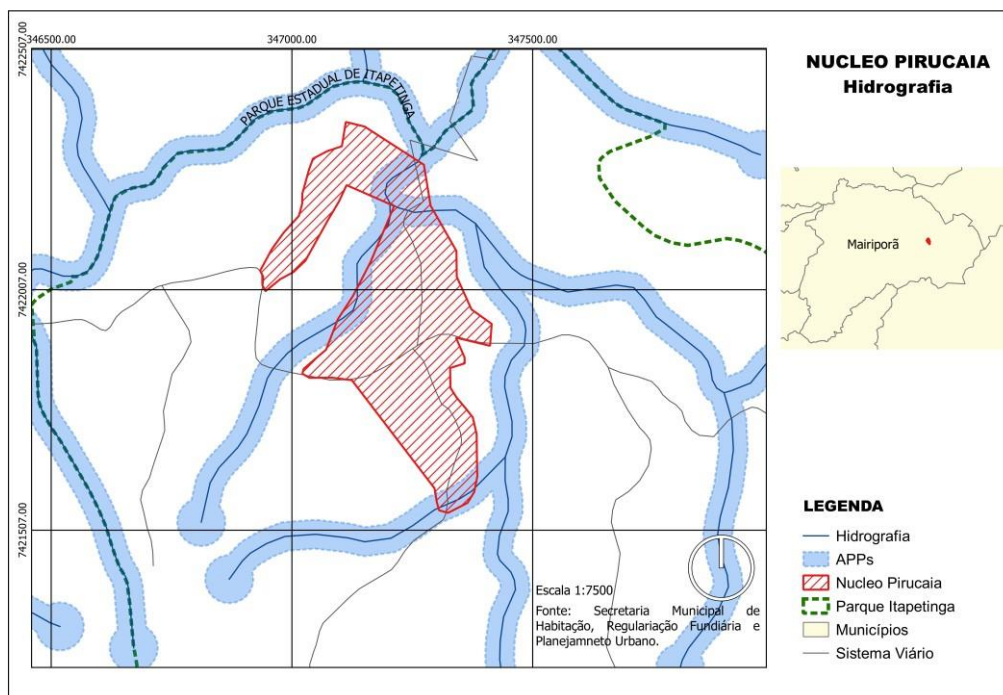 346500.00
347000.00
347500.00
7422507.00
7422007.00
7421507.00
PARQUE ESTADUAL DE ITAPETINGA
Escala 1:7500
Fonte: Secretaria Municipal de
Habitação, Regulariação Fundiária e
Planejamneto Urbano.
NUCLEO PIRUCAIA
Hidrografia
Mairiporã
LEGENDA
Hidrografia
APPs
Nucleo Pirucaia
Parque Itapetinga
Municípios
Sistema Viário